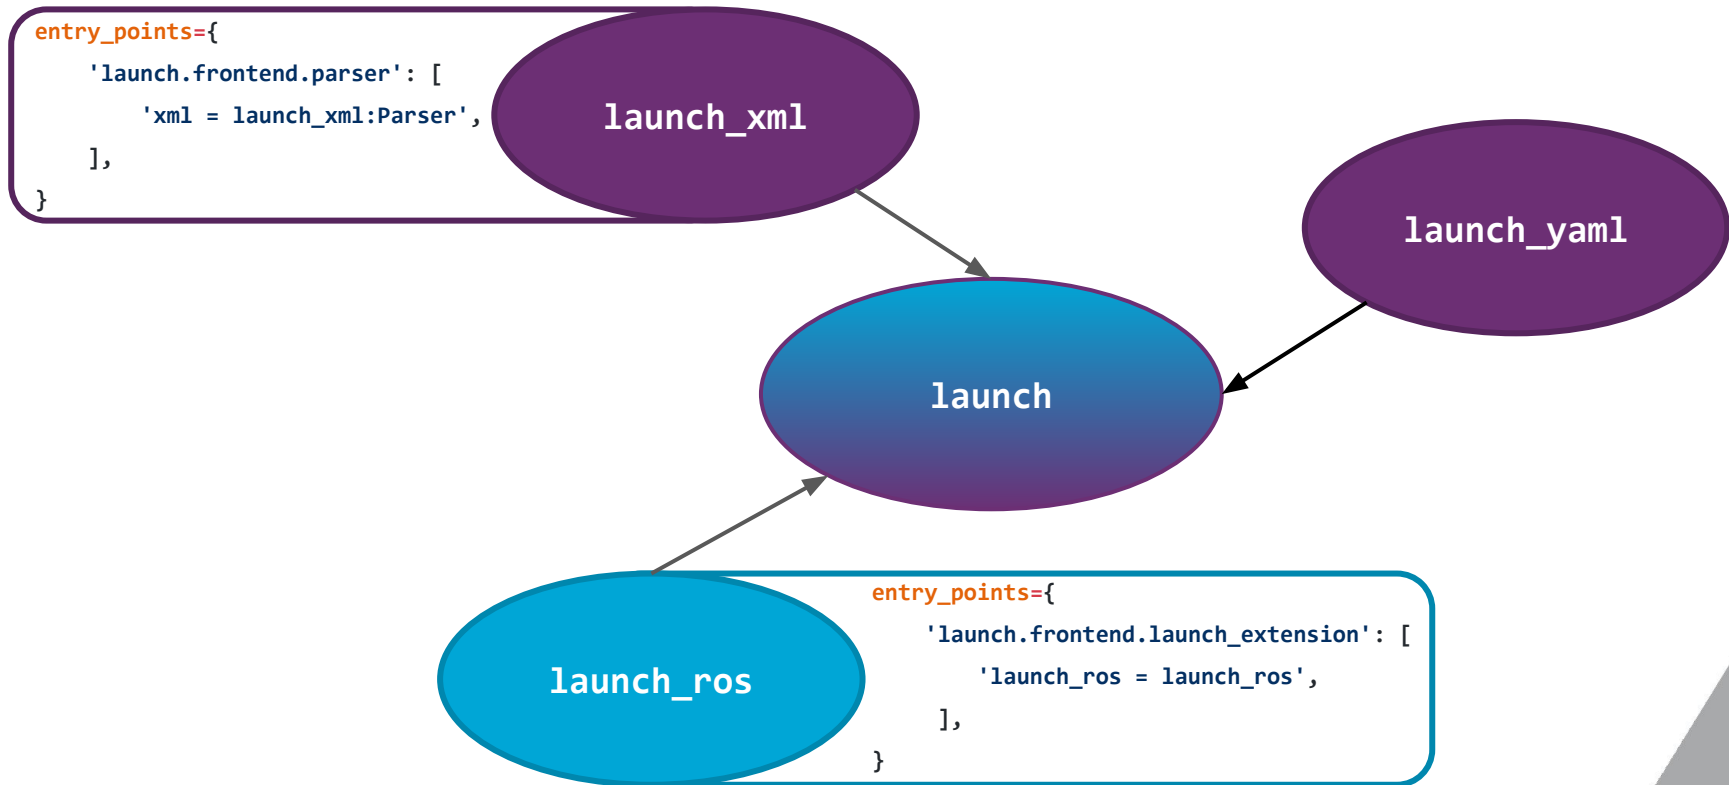 entry_points={
'launch.frontend.parser': [
'xml = launch_xml:Parser',
],
}
launch_xml
launch_yaml
launch
launch_ros
entry_points={
'launch.frontend.launch_extension': [
'launch_ros = launch_ros',
],
}